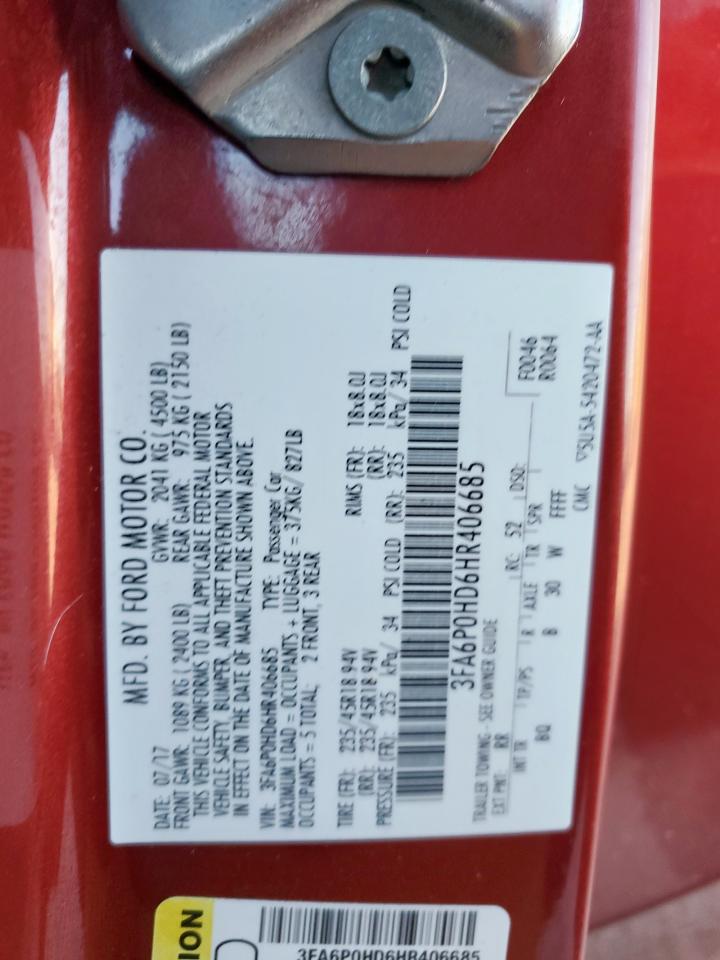 MFD. BY FORD MOTOR CO.
DATE: 07/17 GVWR: 2041 KG ( 4500 LB)
FRONT GAWR: 1089 KG ( 2400 LB) REAR GAWR: 975 KG ( 2150 LB)
THIS VEHICLE CONFORMS TO ALL APPLICABLE FEDERAL MOTOR
VEHICLE SAFETY, BUMPER, AND THEFT PREVENTION STANDARDS
IN EFFECT ON THE DATE OF MANUFACTURE SHOWN ABOVE.
VIN: 3FA6P0HD6HR406685 TYPE: Passenger Car
MAXIMUM LOAD = OCCUPANTS + LUGGAGE = 375KG/ 827LB
OCCUPANTS = 5 TOTAL: 2 FRONT, 3 REAR
TIRE (FR): 235/45R18 94V RIMS (FR): 18x8.0J
(RR): 235/45R18 94V (RR): 18x8.0J
PRESSURE (FR): 235 kPa/ 34 PSI COLD (RR): 235 kPa/ 34 PSI COLD
3FA6P0HD6HR406685
TRAILER TOWING - SEE OWNER GUIDE
EXT PNT: RR RC: 52 DSO: F0046
R0064
INT TR TP/PS R AXLE TR SPR
BQ B 30 W FFFF
CMC 5U5A-5420472-AA
ION
3FA6P0HD6HR406685